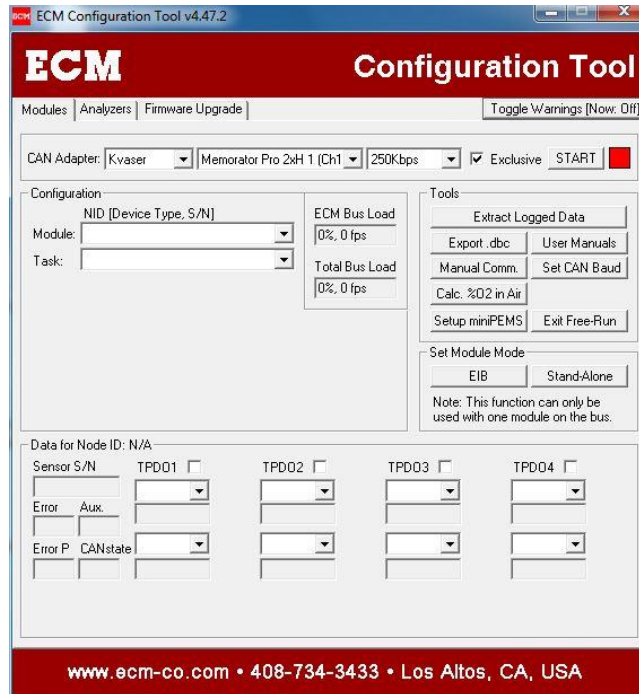 ECM ECM Configuration Tool v4.47.2
ECM Configuration Tool
Modules Analyzers Firmware Upgrade Toggle Warnings [Now: Off]
CAN Adapter: Kvaser Memorator Pro 2xH 1 (Ch1 250Kbps Exclusive START
Configuration
NID [Device Type, S/N]
Module:
Task:
ECM Bus Load
0%, 0 fps
Total Bus Load
0%, 0 fps
Tools
Extract Logged Data
Export .dbc User Manuals
Manual Comm. Set CAN Baud
Calc. %O2 in Air
Setup miniPEMS Exit Free-Run
Set Module Mode
EIB Stand-Alone
Note: This function can only be
used with one module on the bus.
Data for Node ID: N/A
Sensor S/N TPDO1 TPDO2 TPDO3 TPDO4
Error Aux.
Error P CANstate
www.ecm-co.com • 408-734-3433 • Los Altos, CA, USA